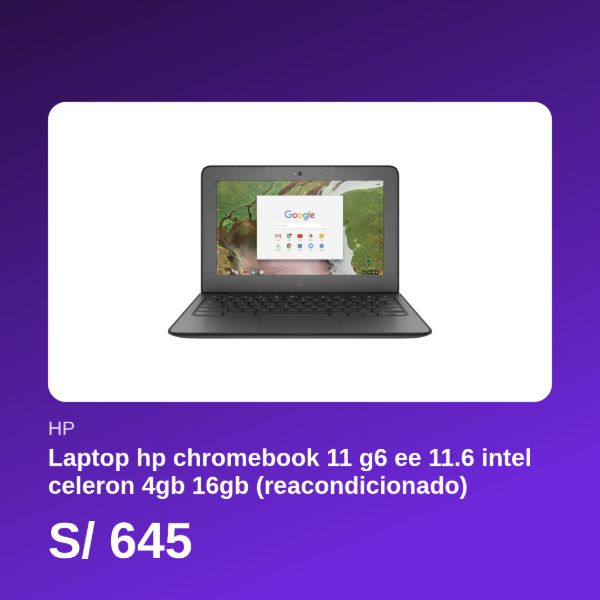 Google
HP
Laptop hp chromebook 11 g6 ee 11.6 intel
celeron 4gb 16gb (reacondicionado)
S/ 645